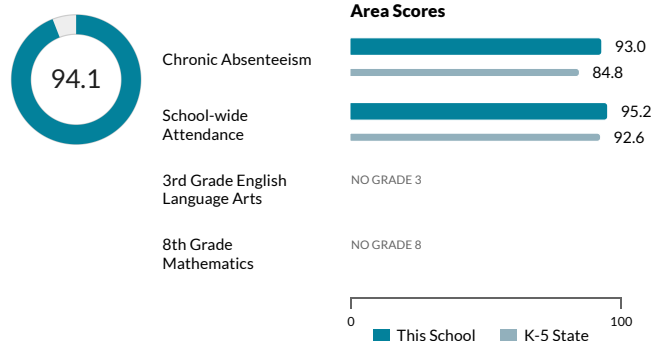 Area Scores
94.1
Chronic Absenteeism
93.0
84.8
School-wide
Attendance
95.2
92.6
3rd Grade English
Language Arts
NO GRADE 3
8th Grade
Mathematics
NO GRADE 8
0
100
This School
K-5 State